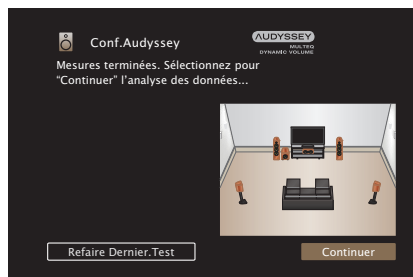 Conf.Audyssey
AUDYSSEY
MULTEQ
DYNAMIC VOLUME
Mesures terminées. Sélectionnez pour
“Continuer” l’analyse des données...
Refaire Dernier.Test
Continuer